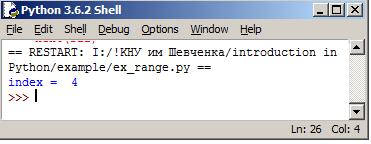 Python 3.6.2 Shell
File Edit Shell Debug Options Window Help
== RESTART: I:/!КНУ им Шевченка/introduction in
Python/example/ex_range.py ==
index =  4
>>>
Ln: 26 Col: 4